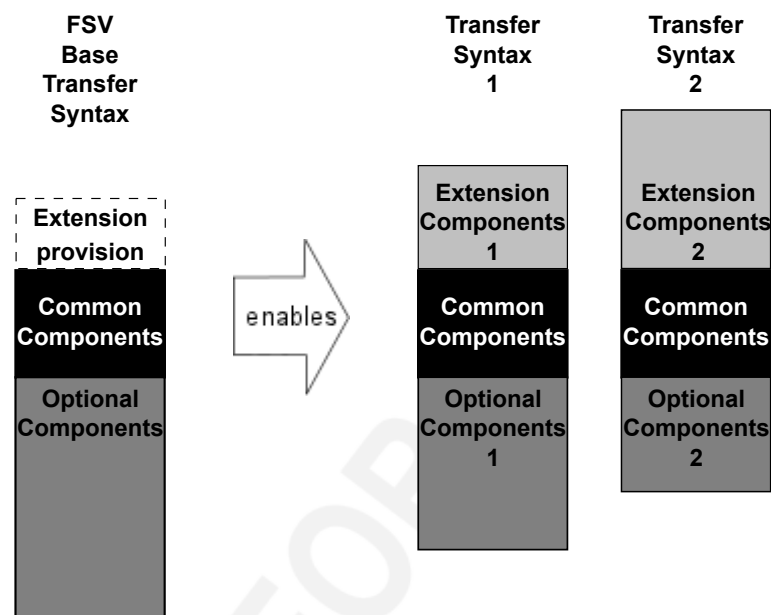 FSV
Base
Transfer
Syntax
Transfer
Syntax
1
Transfer
Syntax
2
Extension
provision
Extension
Components
1
Extension
Components
2
Common
Components
enables
Common
Components
Common
Components
Optional
Components
Optional
Components
1
Optional
Components
2